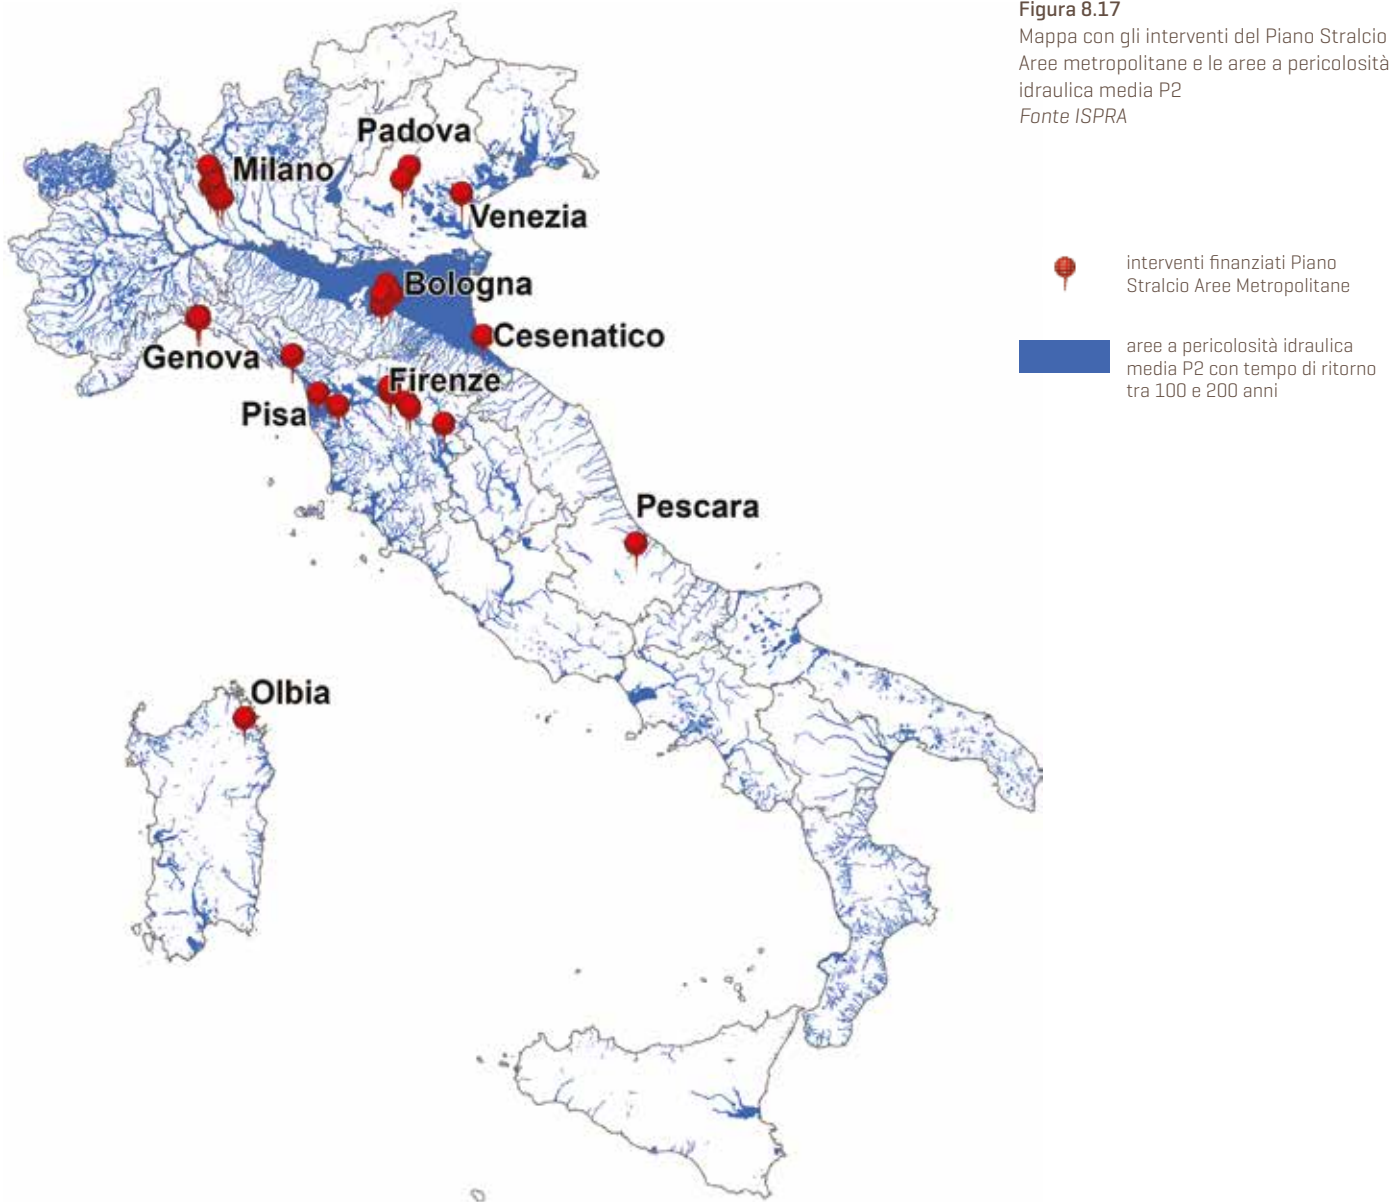 Figura 8.17
Mappa con gli interventi del Piano Stralcio
Aree metropolitane e le aree a pericolosità
idraulica media P2
Fonte ISPRA
Padova
Milano
Venezia
Bologna
Cesenatico
Genova
Firenze
Pisa
Pescara
Olbia
interventi finanziati Piano
Stralcio Aree Metropolitane
aree a pericolosità idraulica
media P2 con tempo di ritorno
tra 100 e 200 anni